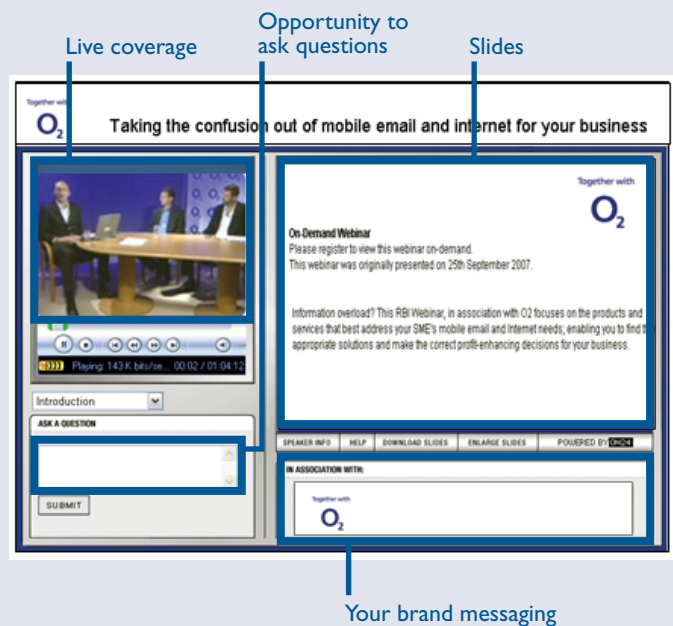 Opportunity to
ask questions
Live coverage
Slides
Together with
O2
Taking the confusion out of mobile email and internet for your business
Together with
O2
On-Demand Webinar
Please register to view this webinar on-demand.
This webinar was originally presented on 25th September 2007.
Information overload? This RBI Webinar, in association with O2 focuses on the products and
services that best address your SME's mobile email and Internet needs; enabling you to find
appropriate solutions and make the correct profit-enhancing decisions for your business.
Playing: 143 K bits/se... 00:02 / 01:04:12
Introduction
ASK A QUESTION
SUBMIT
SPEAKER INFO HELP DOWNLOAD SLIDES ENLARGE SLIDES POWERED BY ON24
IN ASSOCIATION WITH:
Together with
O2
Your brand messaging